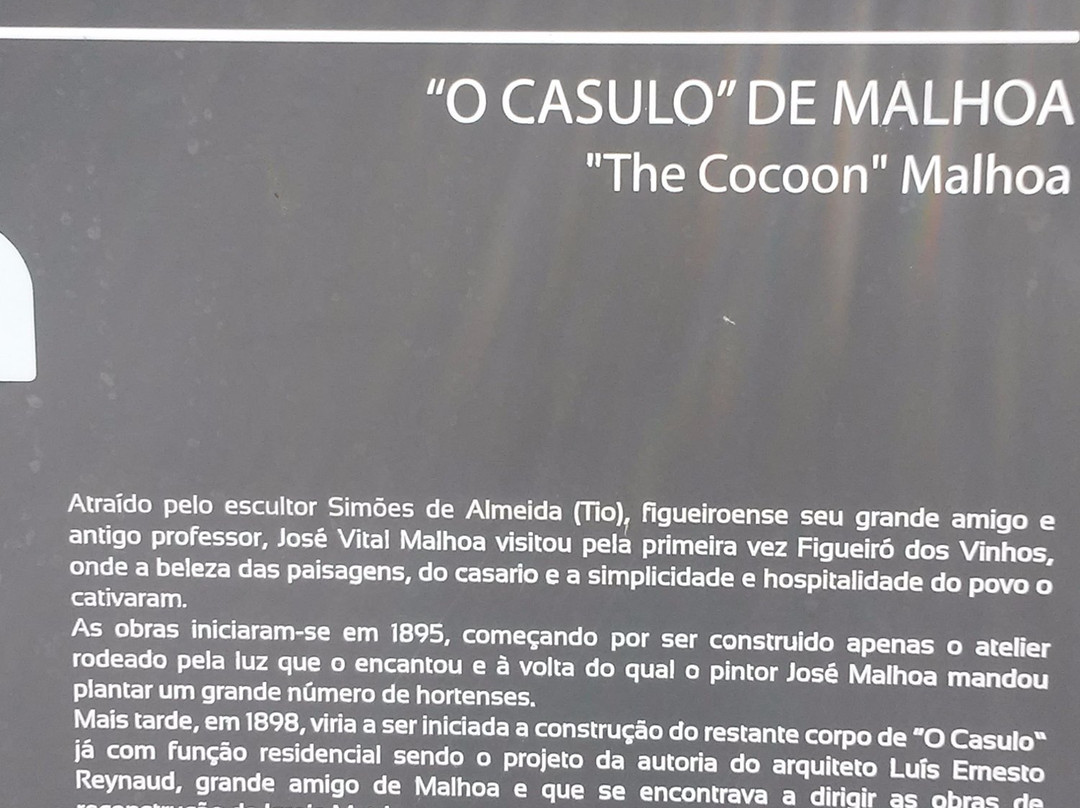 “O CASULO” DE MALHOA
"The Cocoon" Malhoa
Atraído pelo escultor Simões de Almeida (Tio), figueiroense seu grande amigo e
antigo professor, José Vital Malhoa visitou pela primeira vez Figueiró dos Vinhos,
onde a beleza das paisagens, do casario e a simplicidade e hospitalidade do povo o
cativaram.
As obras iniciaram-se em 1895, começando por ser construido apenas o atelier
rodeado pela luz que o encantou e à volta do qual o pintor José Malhoa mandou
plantar um grande número de hortenses.
Mais tarde, em 1898, viria a ser iniciada a construção do restante corpo de "O Casulo"
já com função residencial sendo o projeto da autoria do arquiteto Luís Ernesto
Reynaud, grande amigo de Malhoa e que se encontrava a dirigir as obras de